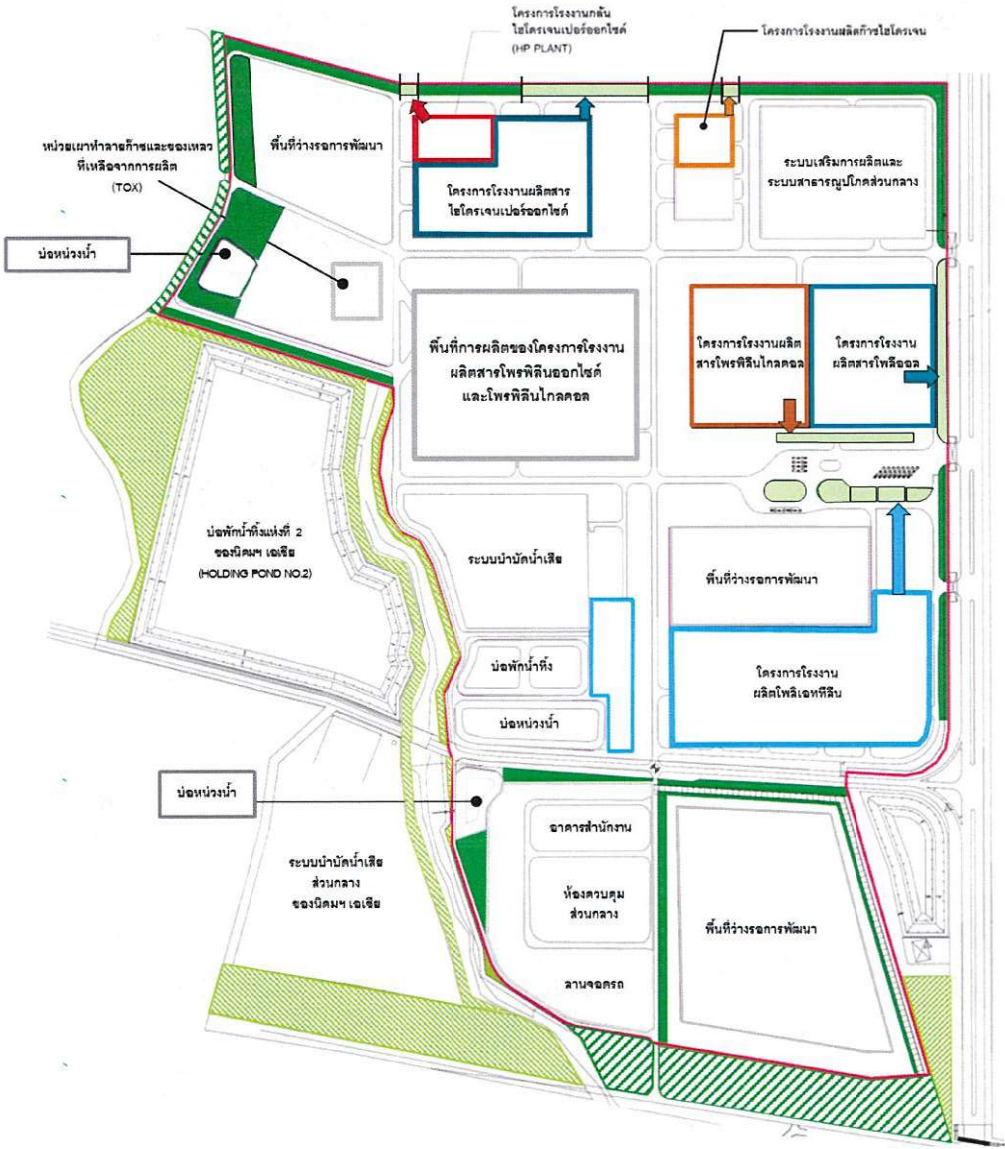 โครงการโรงงานกลั่น
ไฮโดรเจนเปอร์ออกไซด์
(HP PLANT)
โครงการโรงงานผลิตก๊าซไฮโดรเจน
หน่วยเผาทำลายก๊าซและของเหลว
ที่เหลือจากการผลิต
(TOX)
พื้นที่ว่างรอการพัฒนา
โครงการโรงงานผลิตสาร
ไฮโดรเจนเปอร์ออกไซด์
ระบบเสริมการผลิตและ
ระบบสาธารณูปโภคส่วนกลาง
บ่อหน่วงน้ำ
พื้นที่การผลิตของโครงการโรงงาน
ผลิตสารโพรพิลีนออกไซด์
และโพรพิลีนไกลคอล
โครงการโรงงานผลิต
สารโพรพิลีนไกลคอล
โครงการโรงงาน
ผลิตสารโพลีออล
บ่อพักน้ำทิ้งแห่งที่ 2
ของนิคมฯ เอเชีย
(HOLDING POND NO.2)
ระบบบำบัดน้ำเสีย
พื้นที่ว่างรอการพัฒนา
บ่อพักน้ำทิ้ง
โครงการโรงงาน
ผลิตโพลิเอททีลีน
บ่อหน่วงน้ำ
บ่อหน่วงน้ำ
อาคารสำนักงาน
ระบบบำบัดน้ำเสีย
ส่วนกลาง
ของนิคมฯ เอเชีย
ห้องควบคุม
ส่วนกลาง
พื้นที่ว่างรอการพัฒนา
ลานจอดรถ